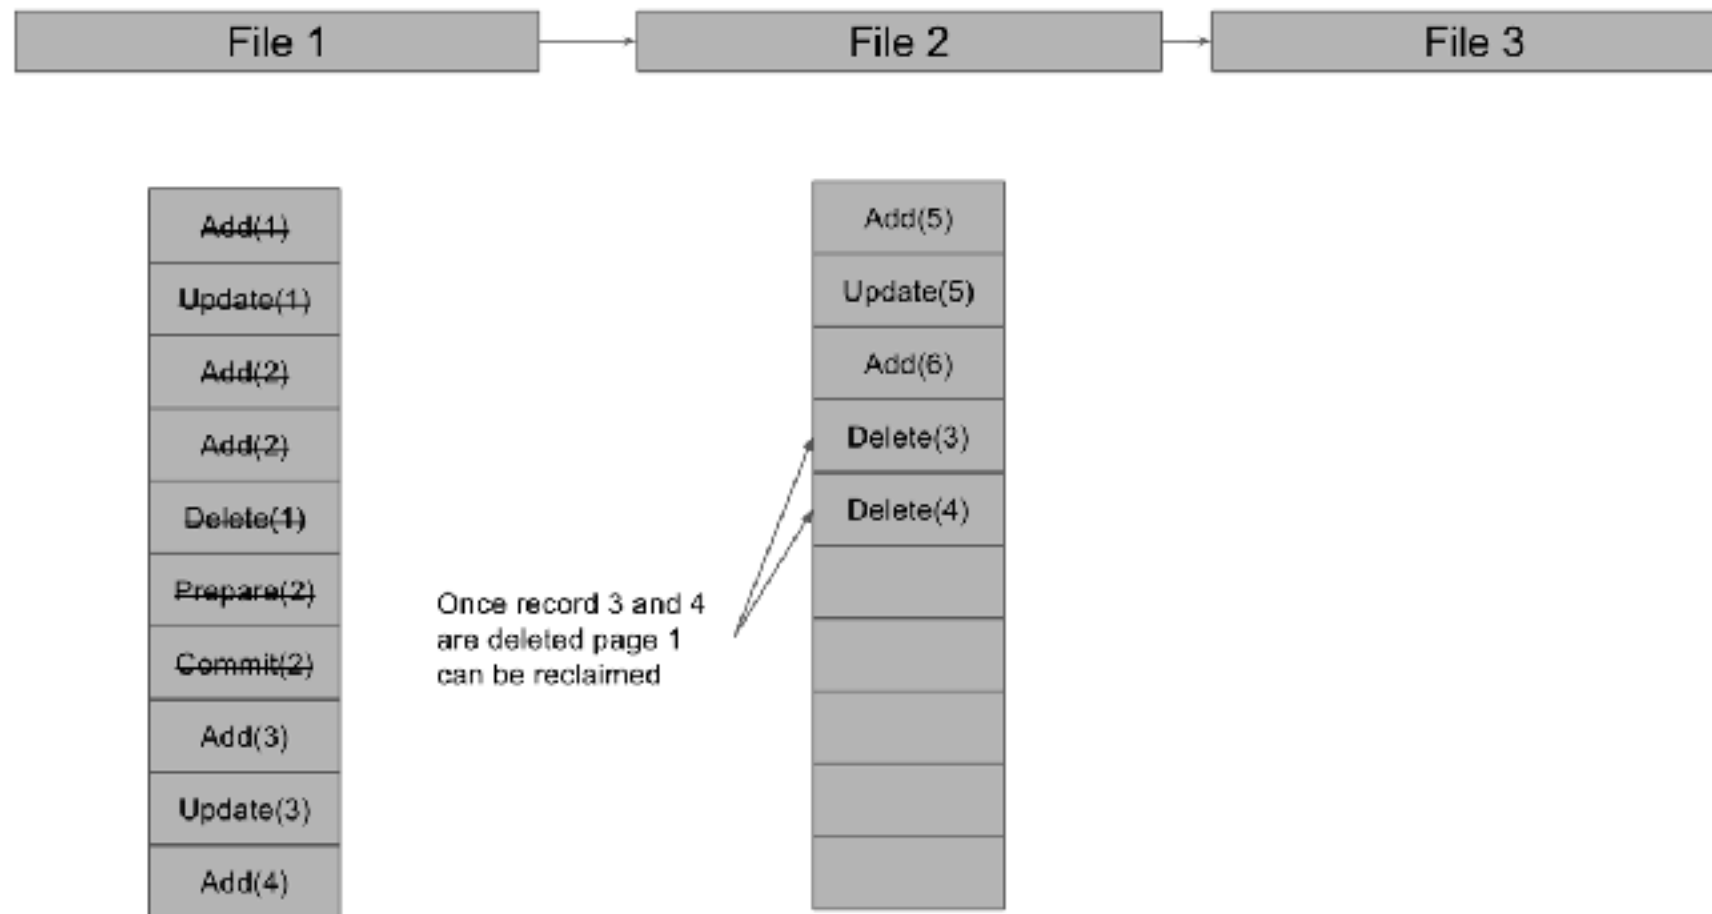 File 1
File 2
File 3
Add(1)
Update(1)
Add(2)
Add(2)
Delete(1)
Prepare(2)
Commit(2)
Add(3)
Update(3)
Add(4)
Once record 3 and 4
are deleted page 1
can be reclaimed
Add(5)
Update(5)
Add(6)
Delete(3)
Delete(4)